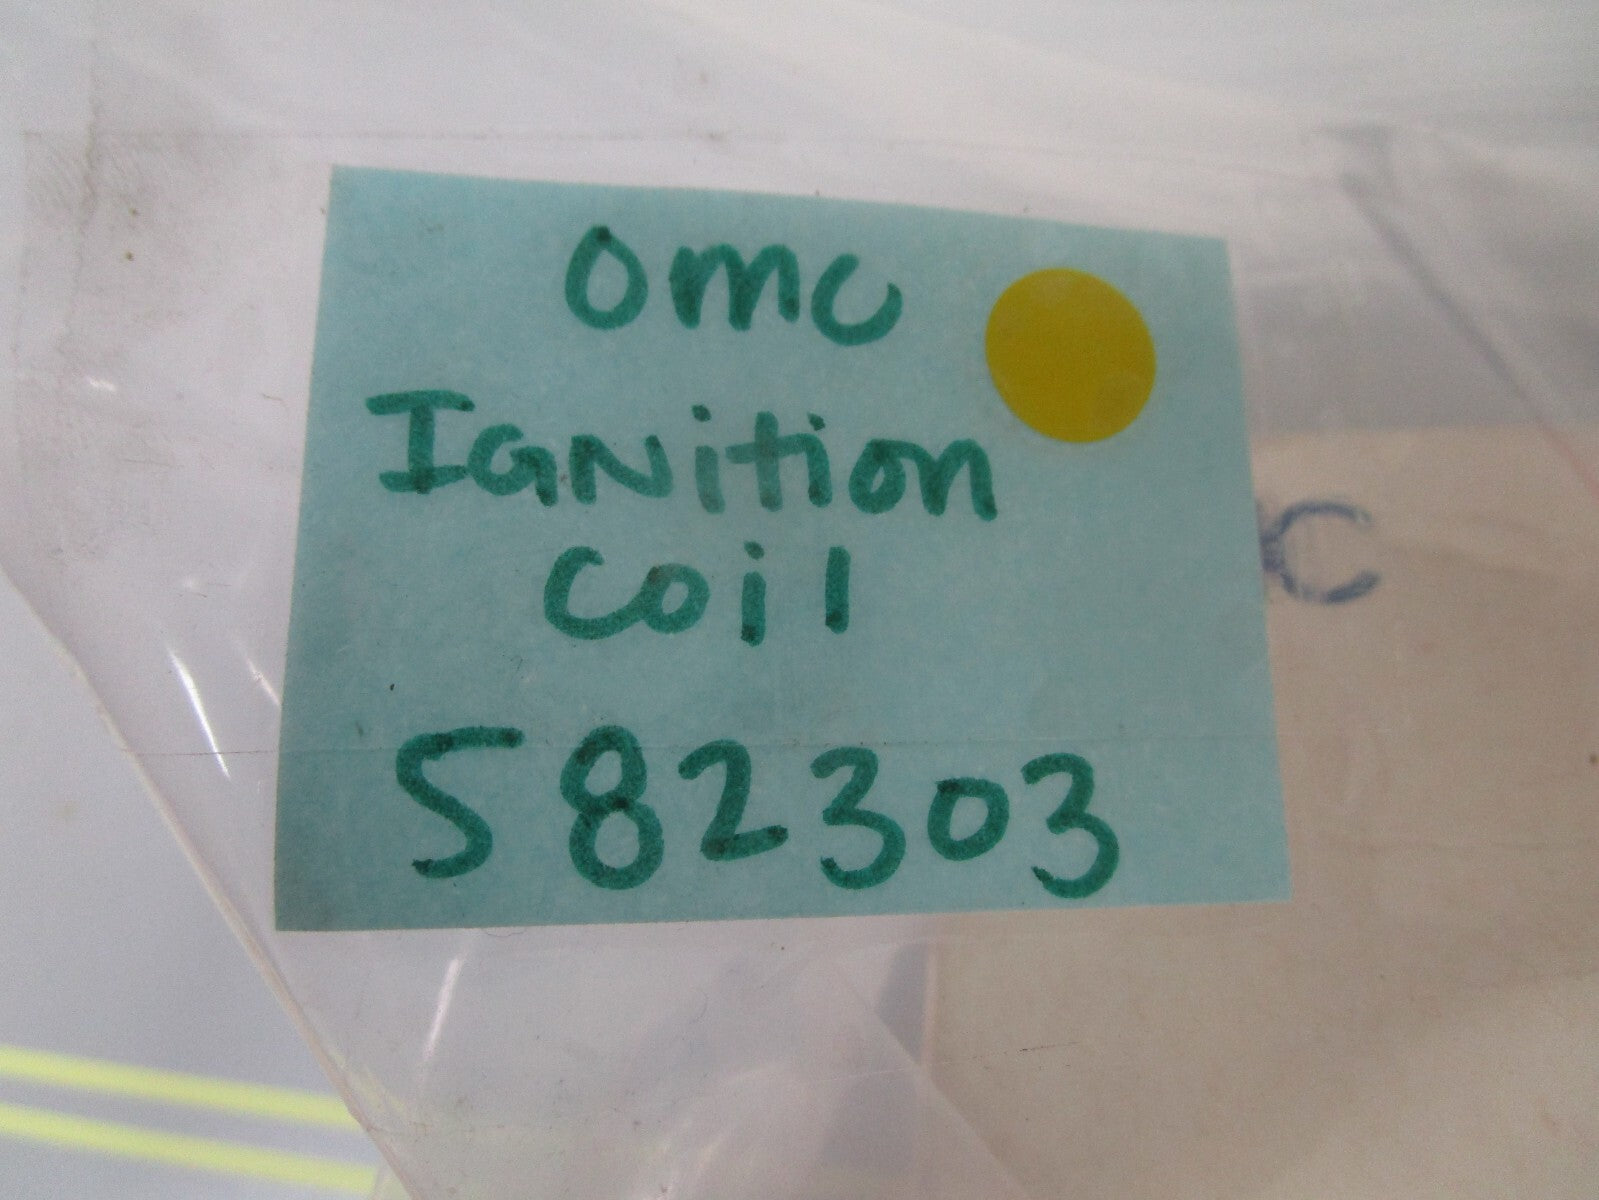 OMC
IGNition
Coil
582303
C